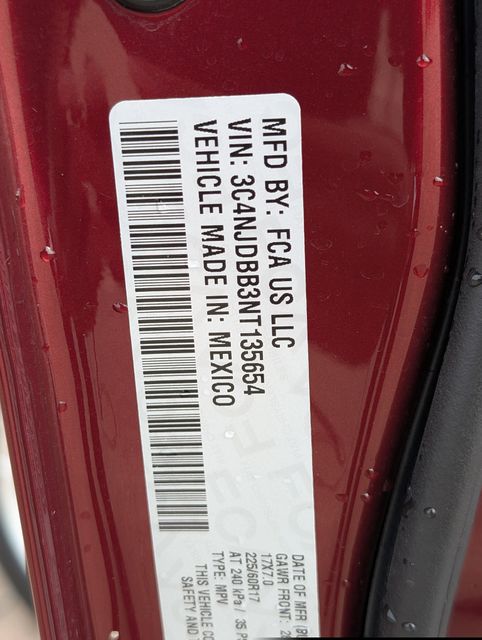 MFD BY: FCA US LLC
VIN: 3C4NJDBB3NT135654
VEHICLE MADE IN: MEXICO
DATE OF MFR
GAWR FRONT:
17X7.0
225/60R17
AT 240 kPa / 35
TYPE: MPV
THIS VEHICLE
SAFETY AND